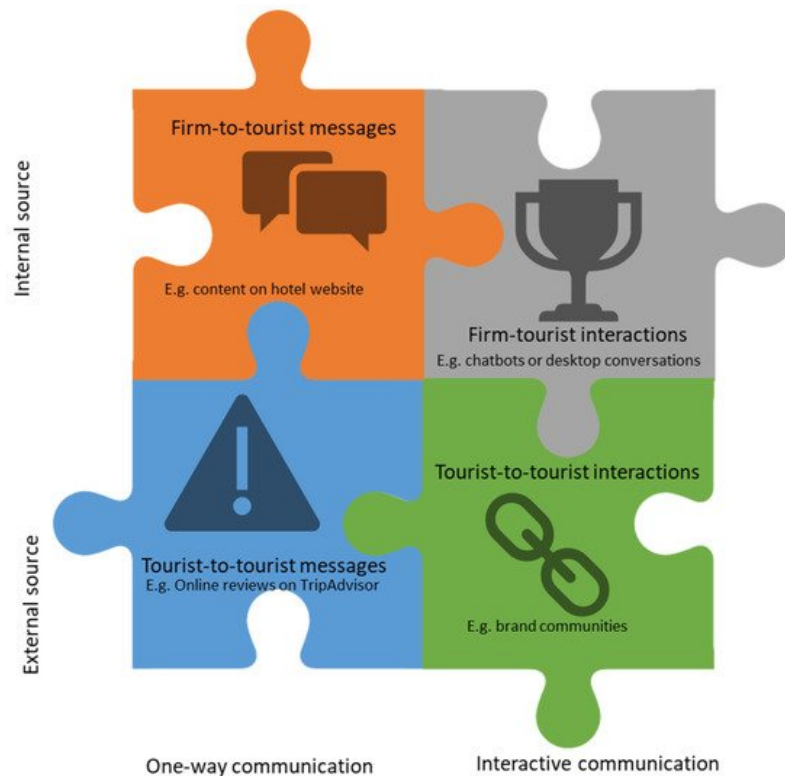 Internal source
Firm-to-tourist messages
E.g. content on hotel website
Firm-tourist interactions
E.g. chatbots or desktop conversations
External source
Tourist-to-tourist messages
E.g. Online reviews on TripAdvisor
Tourist-to-tourist interactions
E.g. brand communities
One-way communication
Interactive communication